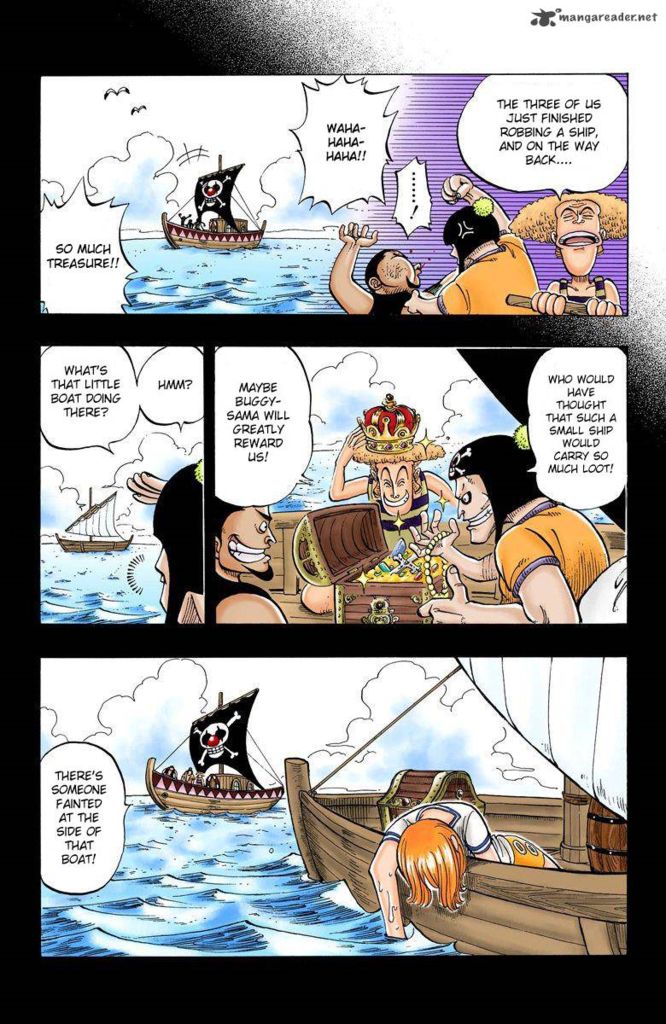 mangareader.net
THE THREE OF US
JUST FINISHED
ROBBING A SHIP,
AND ON THE WAY
BACK....
......!
WAHA-
HAHA-
HAHA!!
SO MUCH
TREASURE!!
WHO WOULD
HAVE
THOUGHT
THAT SUCH A
SMALL SHIP
WOULD
CARRY SO
MUCH LOOT!
MAYBE
BUGGY-
SAMA WILL
GREATLY
REWARD
US!
HMM?
WHAT'S
THAT LITTLE
BOAT DOING
THERE?
THERE'S
SOMEONE
FAINTED
AT THE
SIDE OF
THAT
BOAT!